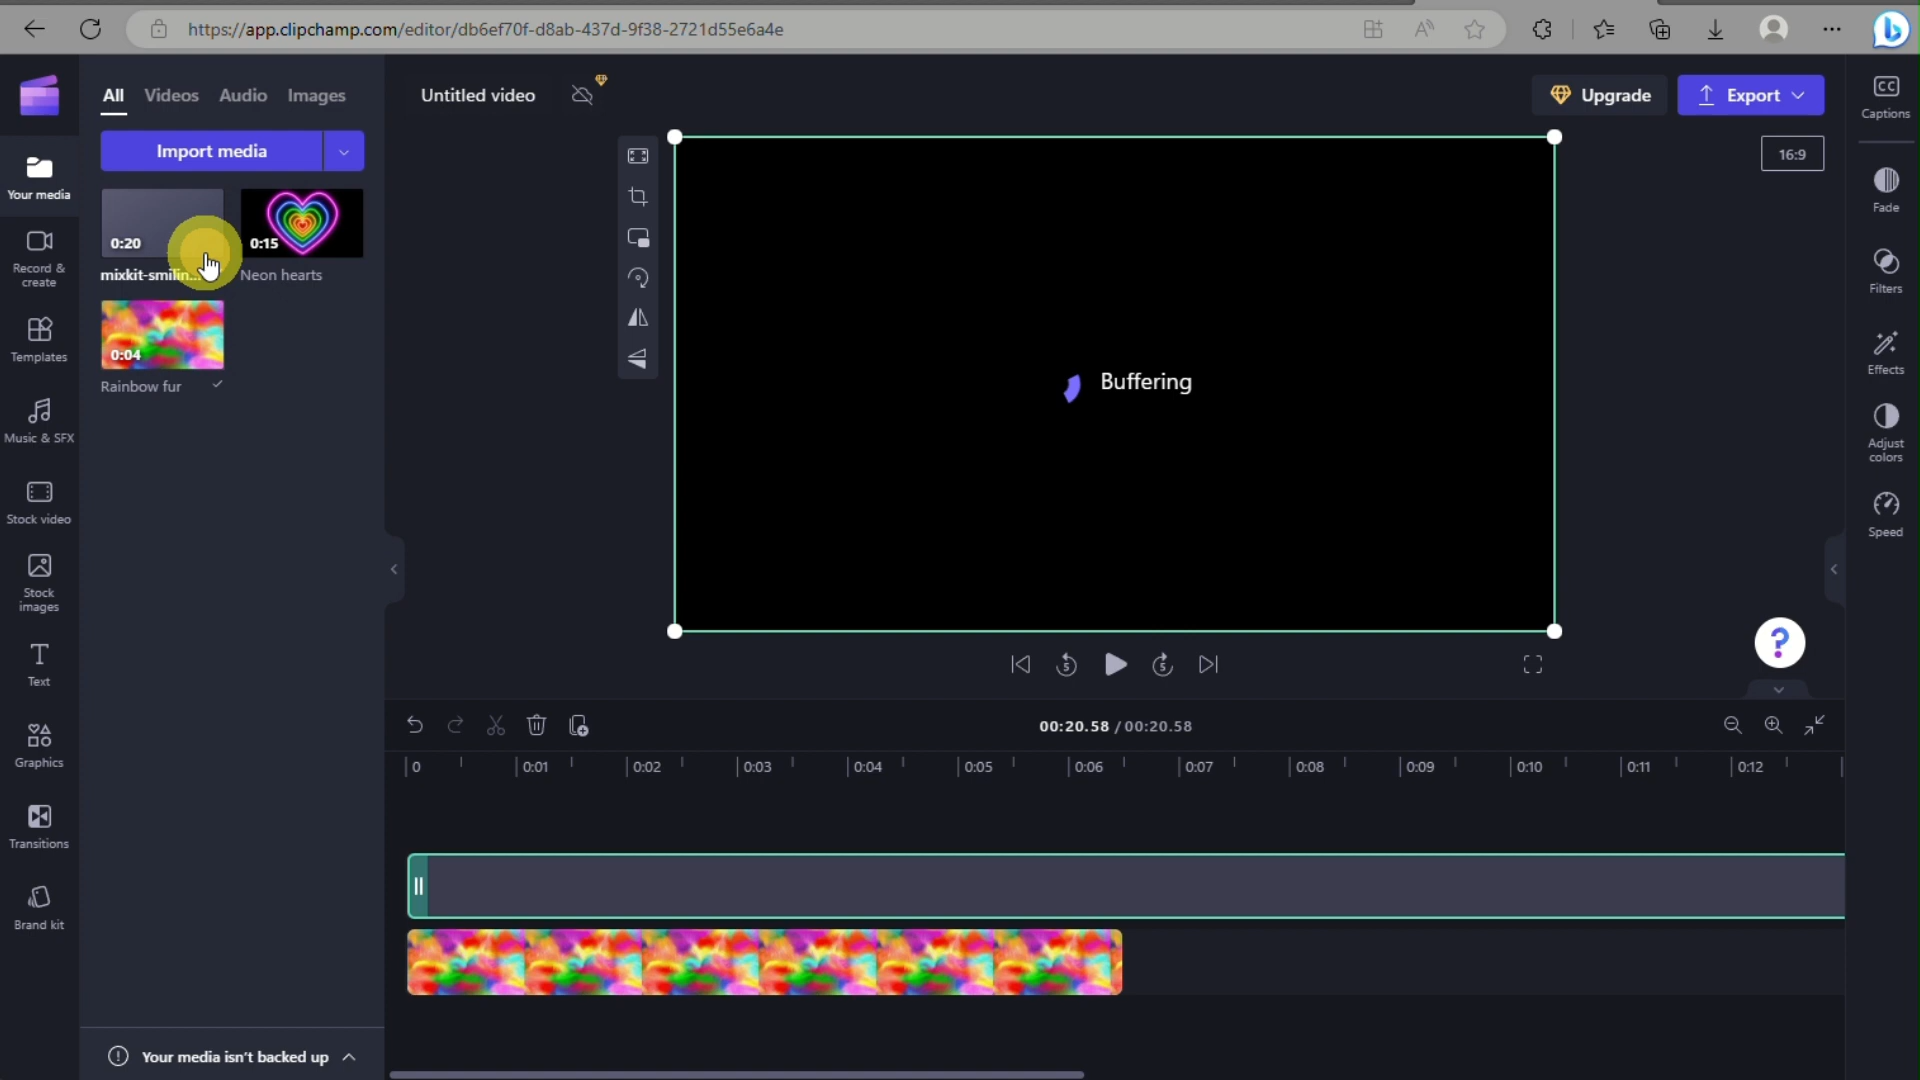 https://app.clipchamp.com/editor/db6ef70f-d8ab-437d-9f38-2721d55e6a4e
All Videos Audio Images
Untitled video
Upgrade
Export
Captions
Import media
16:9
Your media
0:20
0:15
mixkit-smilin...
Neon hearts
Fade
Record & create
Filters
Templates
0:04
Rainbow fur
Buffering
Effects
Music & SFX
Adjust colors
Stock video
Speed
Stock images
5
5
?
Text
00:20.58 / 00:20.58
Graphics
0 0:01 0:02 0:03 0:04 0:05 0:06 0:07 0:08 0:09 0:10 0:11 0:12
Transitions
Brand kit
Your media isn't backed up